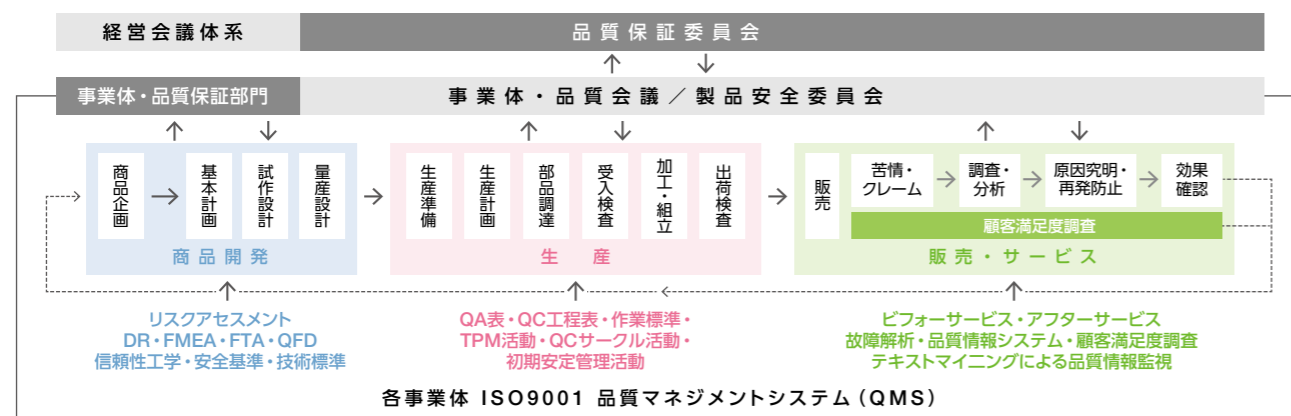 経営会議体系
品質保証委員会
事業体・品質保証部門
事業体・品質会議／製品安全委員会
商品企画
基本計画
試作設計
量産設計
商品開発
生産準備
生産計画
部品調達
受入検査
加工・組立
出荷検査
生産
販売
苦情・
クレーム
調査・
分析
原因究明・
再発防止
効果
確認
顧客満足度調査
販売・サービス
リスクアセスメント
DR・FMEA・FTA・QFD
信頼性工学・安全基準・技術標準
QA表・QC工程表・作業標準・
TPM活動・QCサークル活動・
初期安定管理活動
ビフォーサービス・アフターサービス
故障解析・品質情報システム・顧客満足度調査
テキストマイニングによる品質情報監視
各事業体 ISO9001 品質マネジメントシステム（QMS）